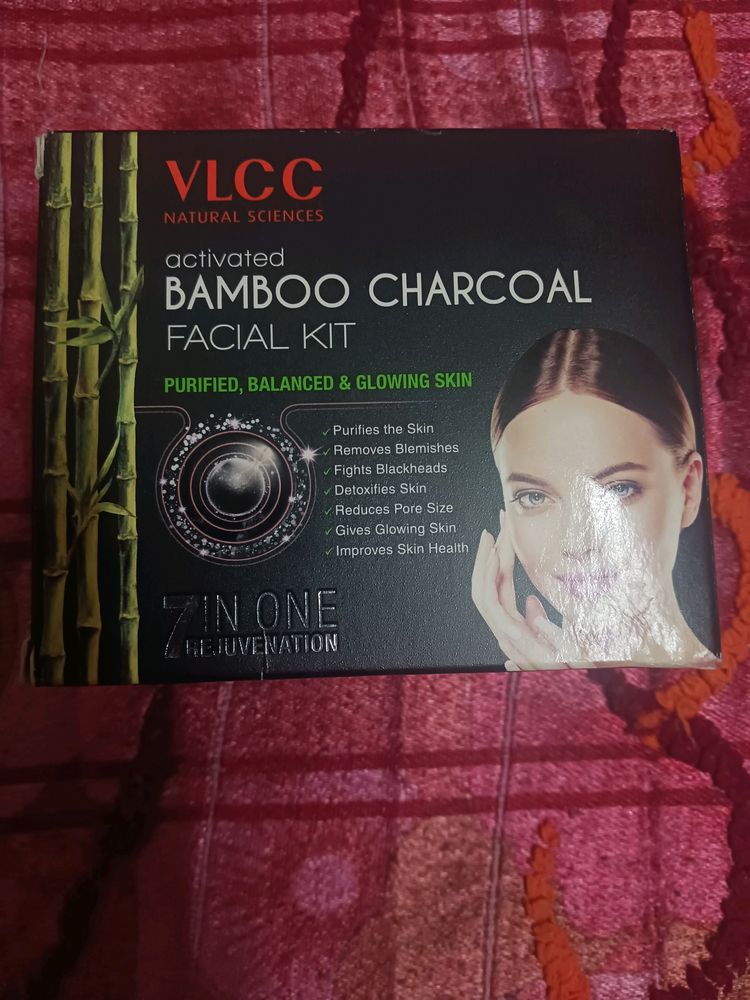 VLCC
NATURAL SCIENCES
activated
BAMBOO CHARCOAL
FACIAL KIT
PURIFIED, BALANCED & GLOWING SKIN
✓Purifies the Skin
✓Removes Blemishes
✓Fights Blackheads
✓Detoxifies Skin
✓Reduces Pore Size
✓Gives Glowing Skin
✓Improves Skin Health
7 IN ONE
REJUVENATION